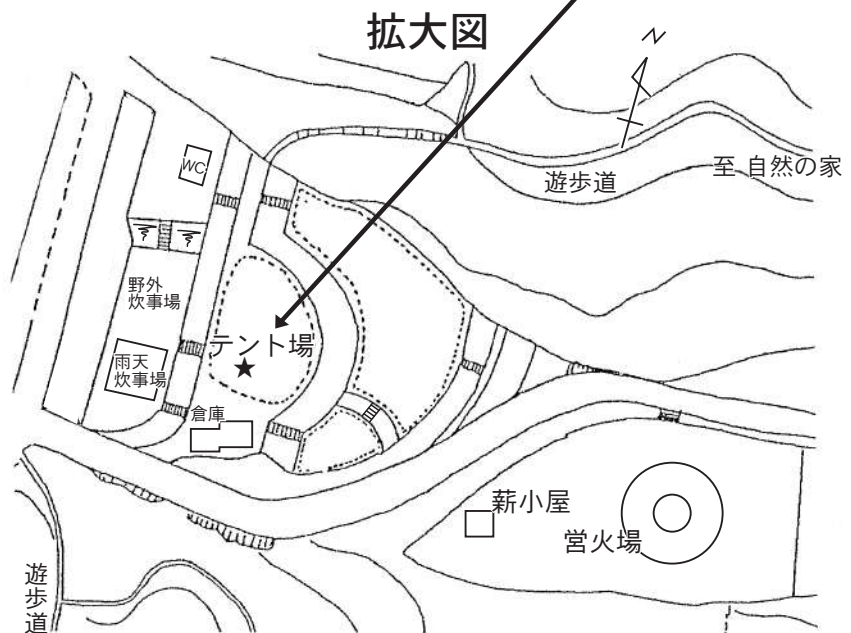 拡大図
N
至 自然の家
遊歩道
WC
野外
炊事場
雨天
炊事場
テント場
★
倉庫
薪小屋
営火場
遊歩道